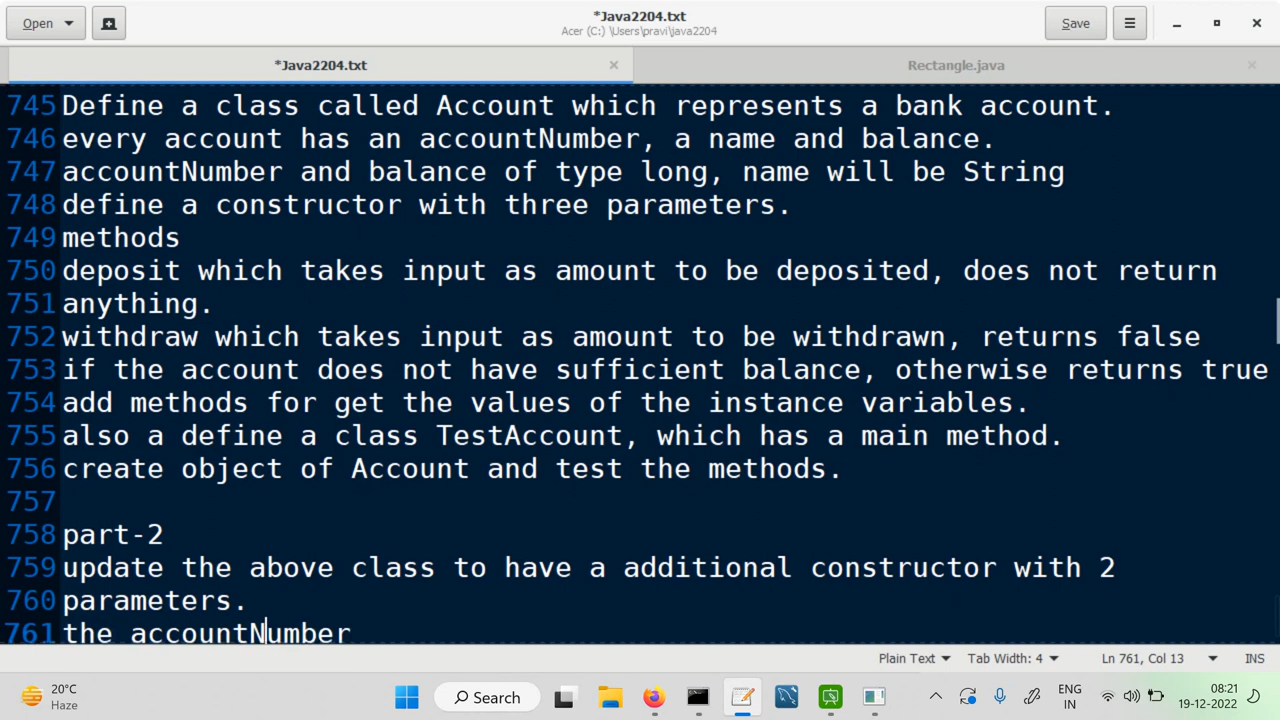 Open
*Java2204.txt
Acer (C:) \Users\pravi\java2204
Save
*Java2204.txt
Rectangle.java
745 Define a class called Account which represents a bank account.
746 every account has an accountNumber, a name and balance.
747 accountNumber and balance of type long, name will be String
748 define a constructor with three parameters.
749 methods
750 deposit which takes input as amount to be deposited, does not return
751 anything.
752 withdraw which takes input as amount to be withdrawn, returns false
753 if the account does not have sufficient balance, otherwise returns true
754 add methods for get the values of the instance variables.
755 also a define a class TestAccount, which has a main method.
756 create object of Account and test the methods.
757
758 part-2
759 update the above class to have a additional constructor with 2
760 parameters.
761 the accountNumber
Plain Text Tab Width: 4 Ln 761, Col 13 INS
20°C
Haze
Search
ENG
IN
08:21
19-12-2022